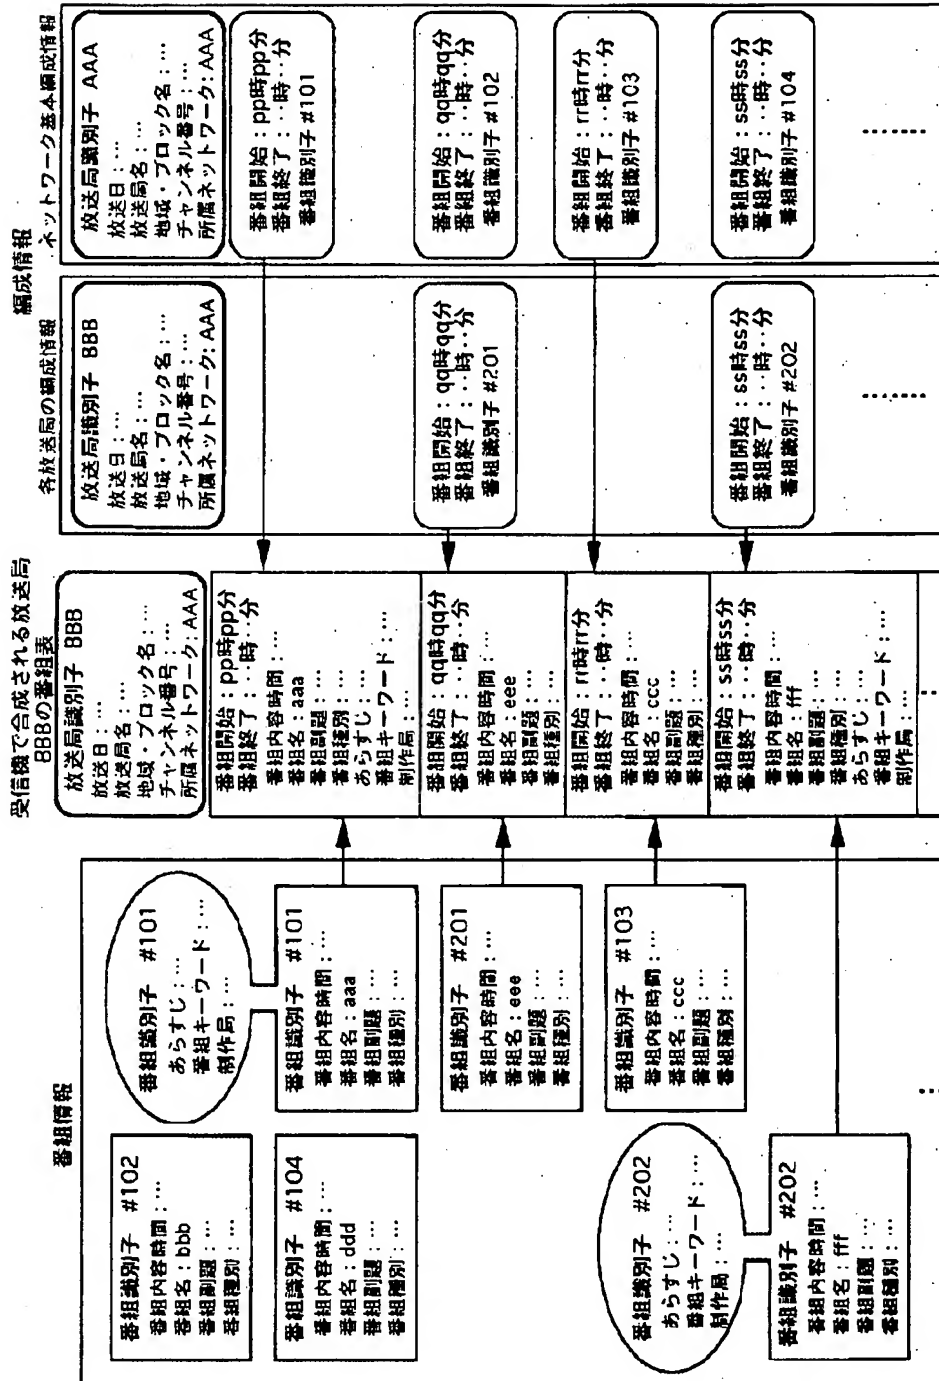 編成情報
ネットワーク基本編成情報
放送局識別子 AAA
放送日：…
放送局名：…
地域・ブロック名：…
チャンネル番号：…
所属ネットワーク：AAA
番組開始：pp時pp分
番組終了：‥時‥分
番組識別子 #101
番組開始：qq時qq分
番組終了：‥時‥分
番組識別子 #102
番組開始：rr時rr分
番組終了：‥時‥分
番組識別子 #103
番組開始：ss時ss分
番組終了：‥時‥分
番組識別子 #104
………
各放送局の編成情報
放送局識別子 BBB
放送日：…
放送局名：…
地域・ブロック名：…
チャンネル番号：…
所属ネットワーク：AAA
番組開始：qq時qq分
番組終了：‥時‥分
番組識別子 #201
番組開始：ss時ss分
番組終了：‥時‥分
番組識別子 #202
………
受信機で合成される放送局
BBBの番組表
放送局識別子 BBB
放送日：…
放送局名：…
地域・ブロック名：…
チャンネル番号：…
所属ネットワーク：AAA
番組開始：pp時pp分
番組終了：‥時‥分
番組内容時間：…
番組名：aaa
番組副題：…
番組種別：…
あらすじ：…
番組キーワード：…
制作局：…
番組開始：qq時qq分
番組終了：‥時‥分
番組内容時間：…
番組名：eee
番組副題：…
番組種別：…
番組開始：rr時rr分
番組終了：‥時‥分
番組内容時間：…
番組名：ccc
番組副題：…
番組種別：…
番組開始：ss時ss分
番組終了：‥時‥分
番組内容時間：…
番組名：fff
番組副題：…
番組種別：…
あらすじ：…
番組キーワード：…
制作局：…
……
番組情報
番組識別子 #101
あらすじ：…
番組キーワード：…
制作局：…
番組識別子 #101
番組内容時間：…
番組名：aaa
番組副題：…
番組種別：…
番組識別子 #201
番組内容時間：…
番組名：eee
番組副題：…
番組種別：…
番組識別子 #103
番組内容時間：…
番組名：ccc
番組副題：…
番組種別：…
番組識別子 #102
番組内容時間：…
番組名：bbb
番組副題：…
番組種別：…
番組識別子 #104
番組内容時間：…
番組名：ddd
番組副題：…
番組種別：…
番組識別子 #202
あらすじ：…
番組キーワード：…
制作局：…
番組識別子 #202
番組内容時間：…
番組名：fff
番組副題：…
番組種別：…
……